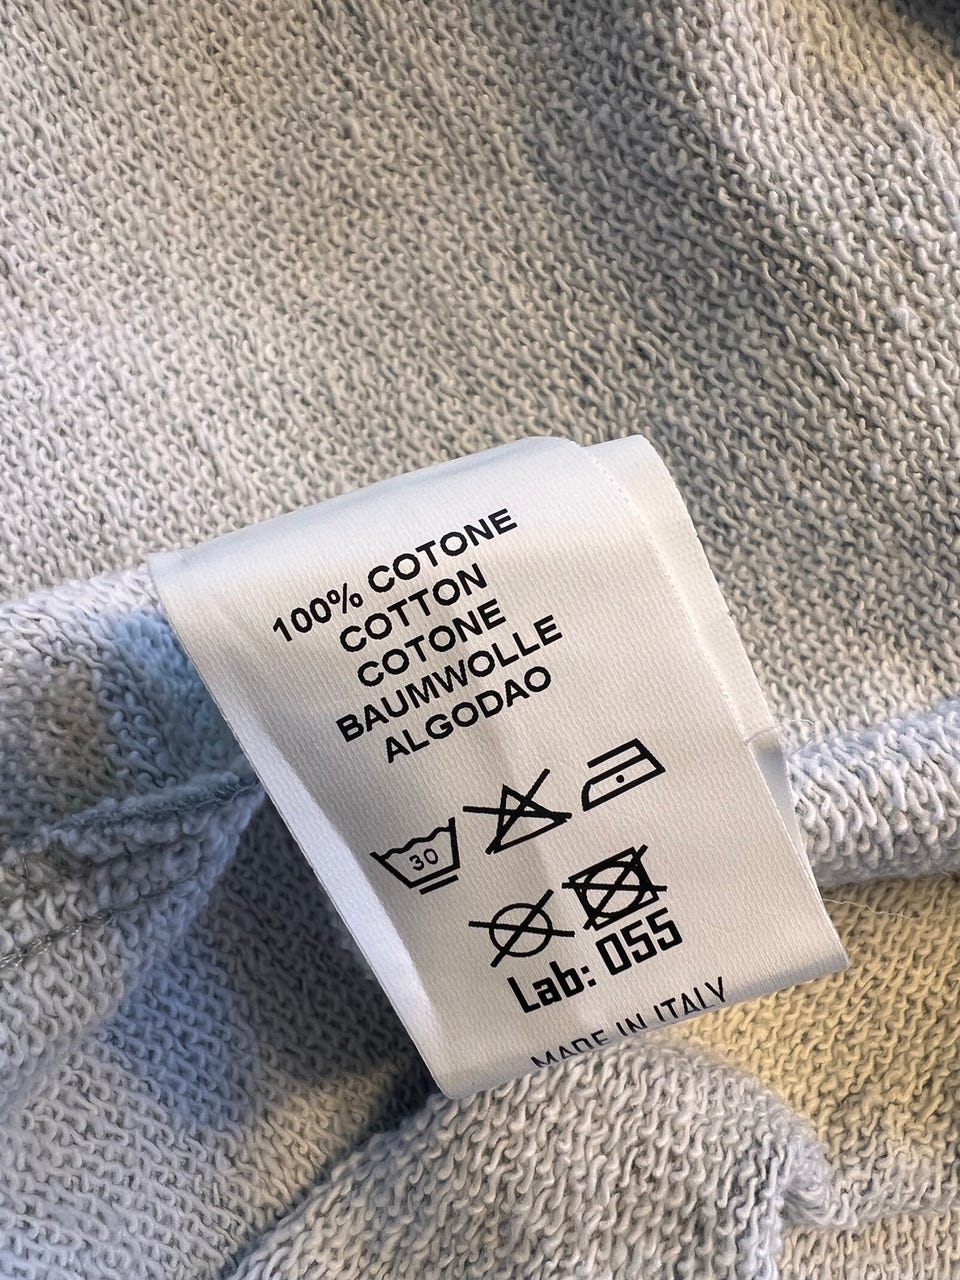 100% COTONE
COTTON
COTONE
BAUMWOLLE
ALGODAO
30
Lab: 055
MADE IN ITALY